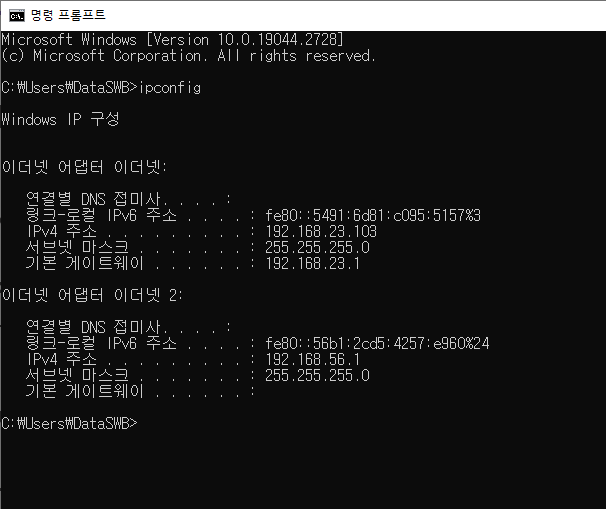 명령 프롬프트
Microsoft Windows [Version 10.0.19044.2728]
(c) Microsoft Corporation. All rights reserved.
C:\Users\DataSWB>ipconfig
Windows IP 구성
이더넷 어댑터 이더넷:
연결별 DNS 접미사. . . . :
링크-로컬 IPv6 주소 . . . . : fe80::5491:6d81:c095:5157%3
IPv4 주소 . . . . . . . . . : 192.168.23.103
서브넷 마스크 . . . . . . . : 255.255.255.0
기본 게이트웨이 . . . . . . : 192.168.23.1
이더넷 어댑터 이더넷 2:
연결별 DNS 접미사. . . . :
링크-로컬 IPv6 주소 . . . . : fe80::56b1:2cd5:4257:e960%24
IPv4 주소 . . . . . . . . . : 192.168.56.1
서브넷 마스크 . . . . . . . : 255.255.255.0
기본 게이트웨이 . . . . . . :
C:\Users\DataSWB>